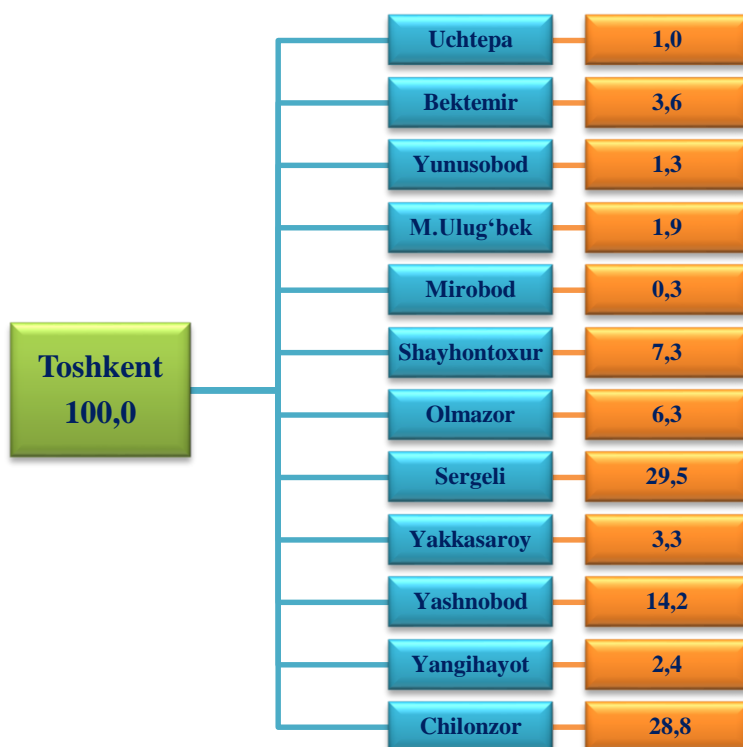 Toshkent
100,0
Uchtepa 1,0
Bektemir 3,6
Yunusobod 1,3
M.Ulug‘bek 1,9
Mirobod 0,3
Shayhontoxur 7,3
Olmazor 6,3
Sergeli 29,5
Yakkasaroy 3,3
Yashnobod 14,2
Yangihayot 2,4
Chilonzor 28,8